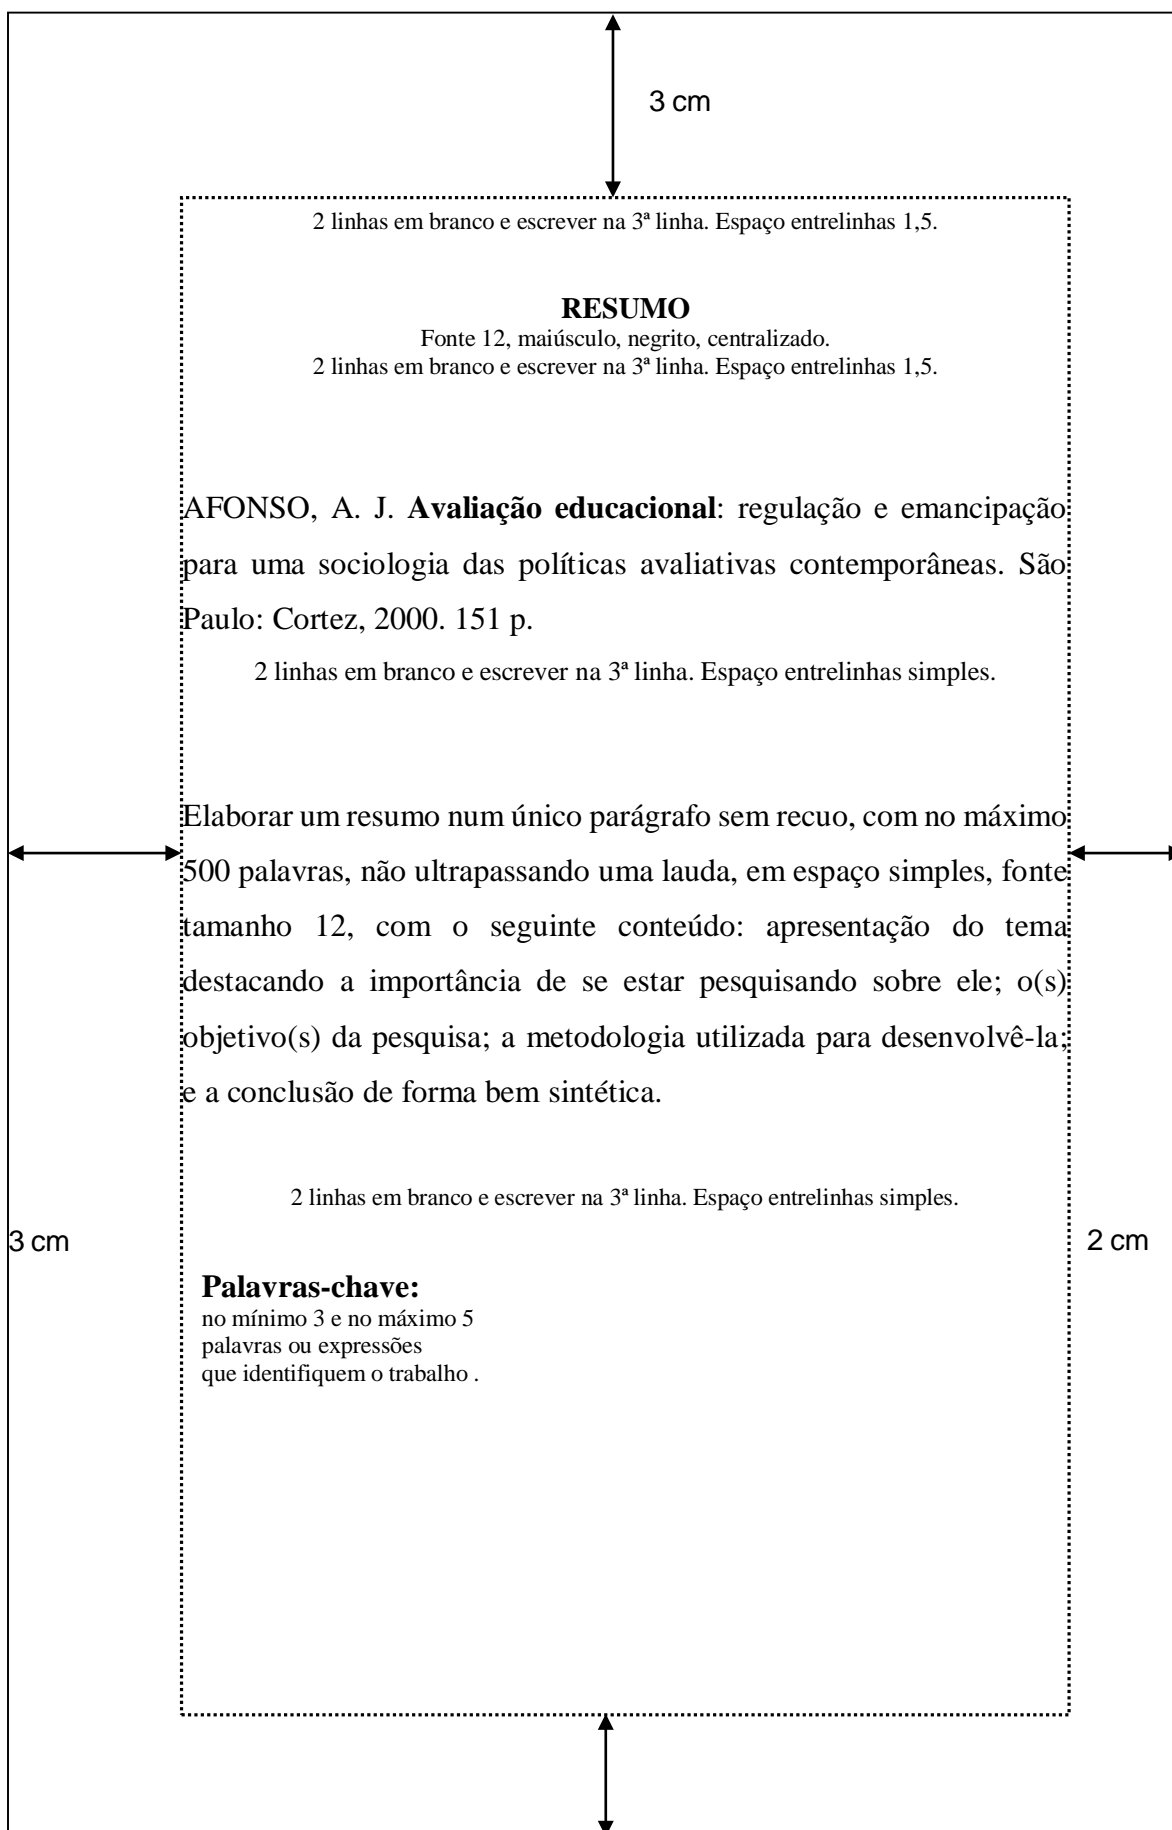 3 cm
2 linhas em branco e escrever na 3ª linha. Espaço entrelinhas 1,5.
RESUMO
Fonte 12, maiúsculo, negrito, centralizado.
2 linhas em branco e escrever na 3ª linha. Espaço entrelinhas 1,5.
AFONSO, A. J. Avaliação educacional: regulação e emancipação
para uma sociologia das políticas avaliativas contemporâneas. São
Paulo: Cortez, 2000. 151 p.
2 linhas em branco e escrever na 3ª linha. Espaço entrelinhas simples.
Elaborar um resumo num único parágrafo sem recuo, com no máximo
500 palavras, não ultrapassando uma lauda, em espaço simples, fonte
tamanho 12, com o seguinte conteúdo: apresentação do tema
destacando a importância de se estar pesquisando sobre ele; o(s)
objetivo(s) da pesquisa; a metodologia utilizada para desenvolvê-la;
e a conclusão de forma bem sintética.
2 linhas em branco e escrever na 3ª linha. Espaço entrelinhas simples.
3 cm
2 cm
Palavras-chave:
no mínimo 3 e no máximo 5
palavras ou expressões
que identifiquem o trabalho .